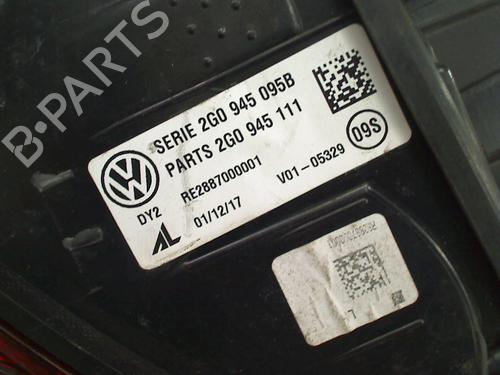 B-PARTS
SERIE 2G0 945 095B
PARTS 2G0 945 111
RE2887000001
V01-05329
09S
DY2
01/12/17
AL
L